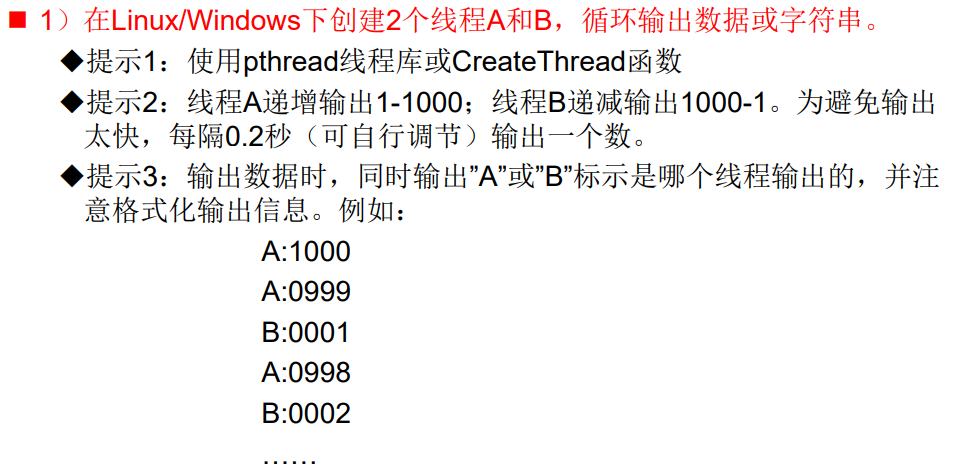 ■ 1）在Linux/Windows下创建2个线程A和B，循环输出数据或字符串。
◆提示1：使用pthread线程库或CreateThread函数
◆提示2：线程A递增输出1-1000；线程B递减输出1000-1。为避免输出
太快，每隔0.2秒（可自行调节）输出一个数。
◆提示3：输出数据时，同时输出”A”或”B”标示是哪个线程输出的，并注
意格式化输出信息。例如：
A:1000
A:0999
B:0001
A:0998
B:0002
……